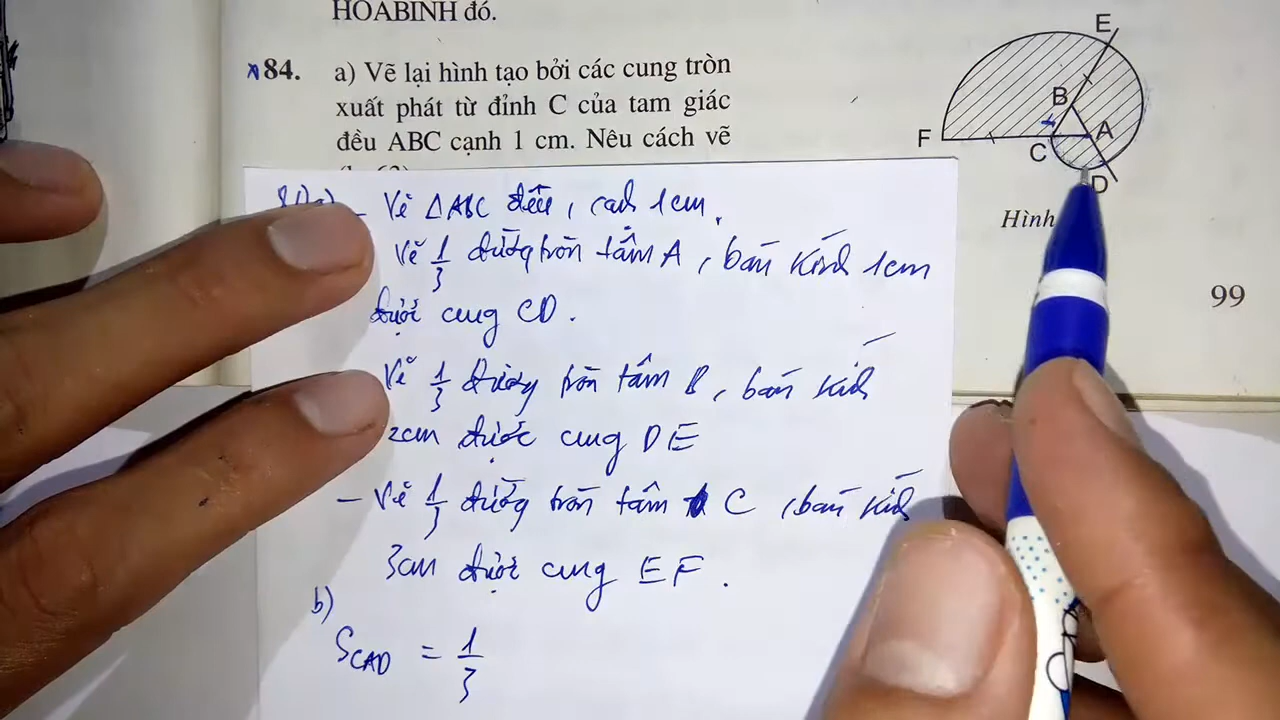 HOABINH đó.
84. a) Vẽ lại hình tạo bởi các cung tròn
xuất phát từ đỉnh C của tam giác
đều ABC cạnh 1 cm. Nêu cách vẽ
E
B
F
A
C
D
Hình
99
- Vẽ △ABC đều, cạnh 1cm.
Vẽ 1/3 đường tròn tâm A, bán kính 1cm
được cung CD.
Vẽ 1/3 đường tròn tâm B, bán kính
2cm được cung DE
- Vẽ 1/3 đường tròn tâm C, bán kính
3cm được cung EF.
b)
S_CAD = 1/3